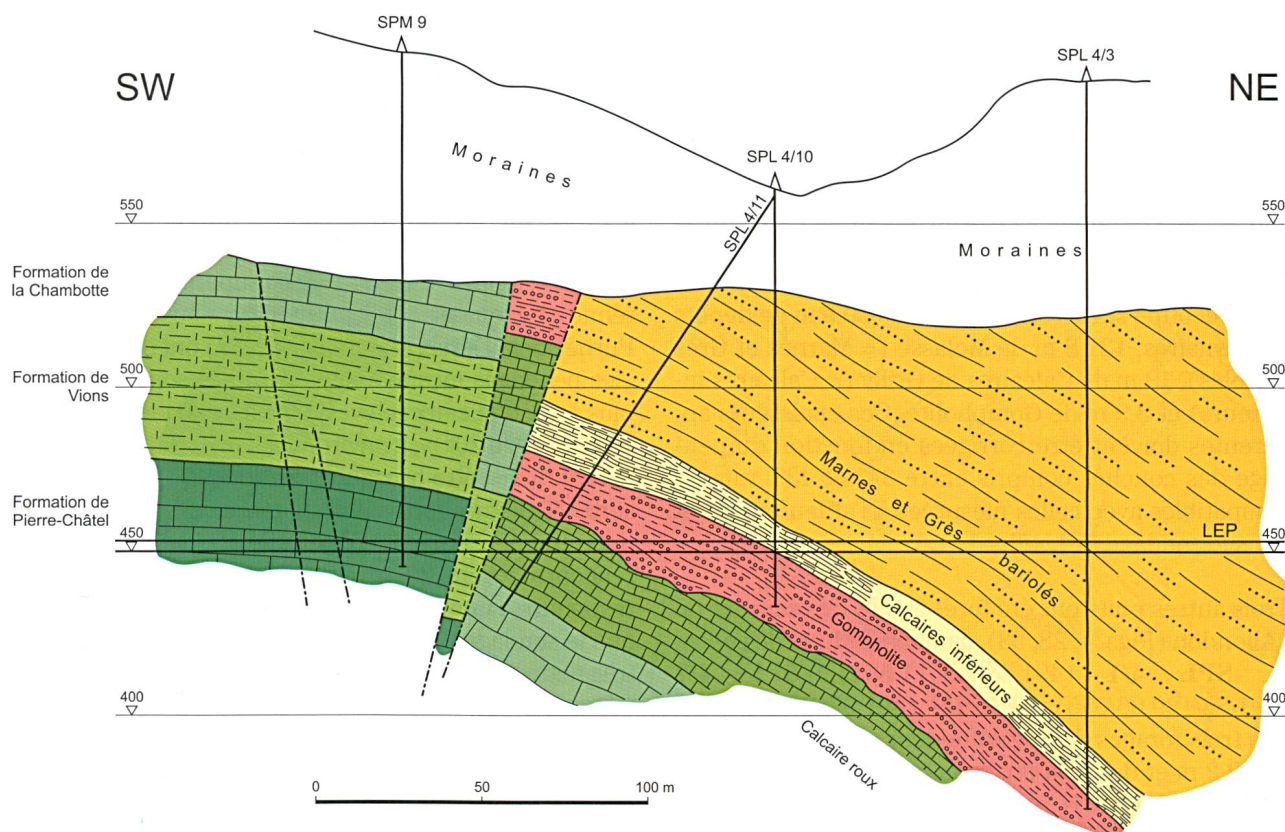 SPM 9
SPL 4/3
SW
NE
Moraines
SPL 4/10
SPL 4/11
550
550
Moraines
Formation de
la Chambotte
Formation de
Vions
500
500
Formation de
Pierre-Châtel
Marnes et Grès
bariolés
LEP
450
450
Calcaires inférieurs
Gompholite
400
400
Calcaire roux
0
50
100 m